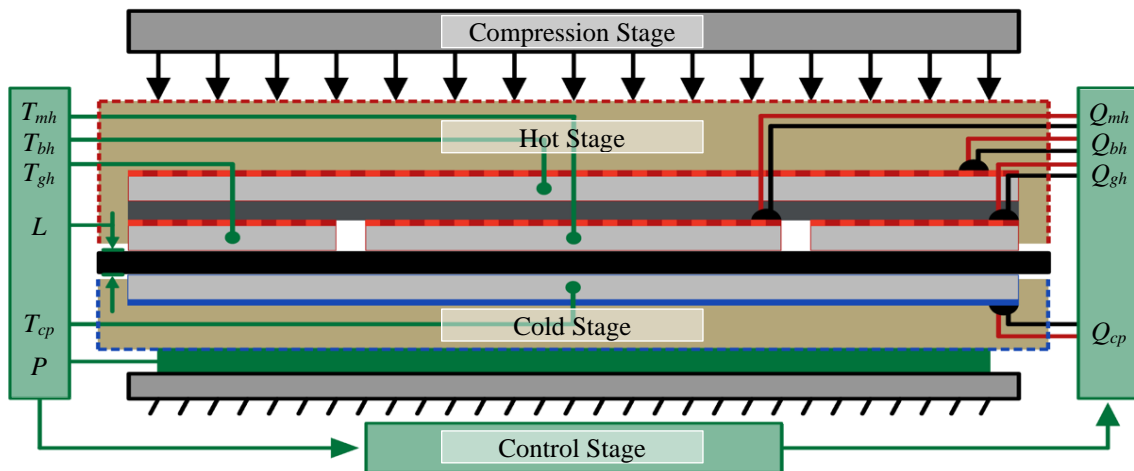 Compression Stage
T_mh
Hot Stage
Q_mh
T_bh
Q_bh
T_gh
Q_gh
L
T_cp
Cold Stage
Q_cp
P
Control Stage